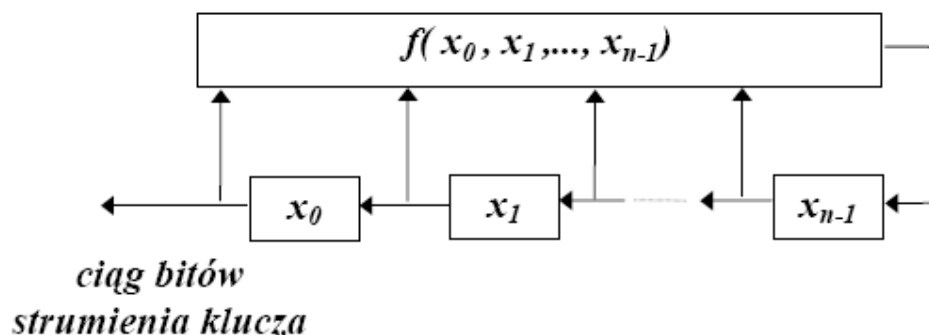 f( x0 , x1 ,..., xn-1)
x0
x1
xn-1
ciąg bitów
strumienia klucza